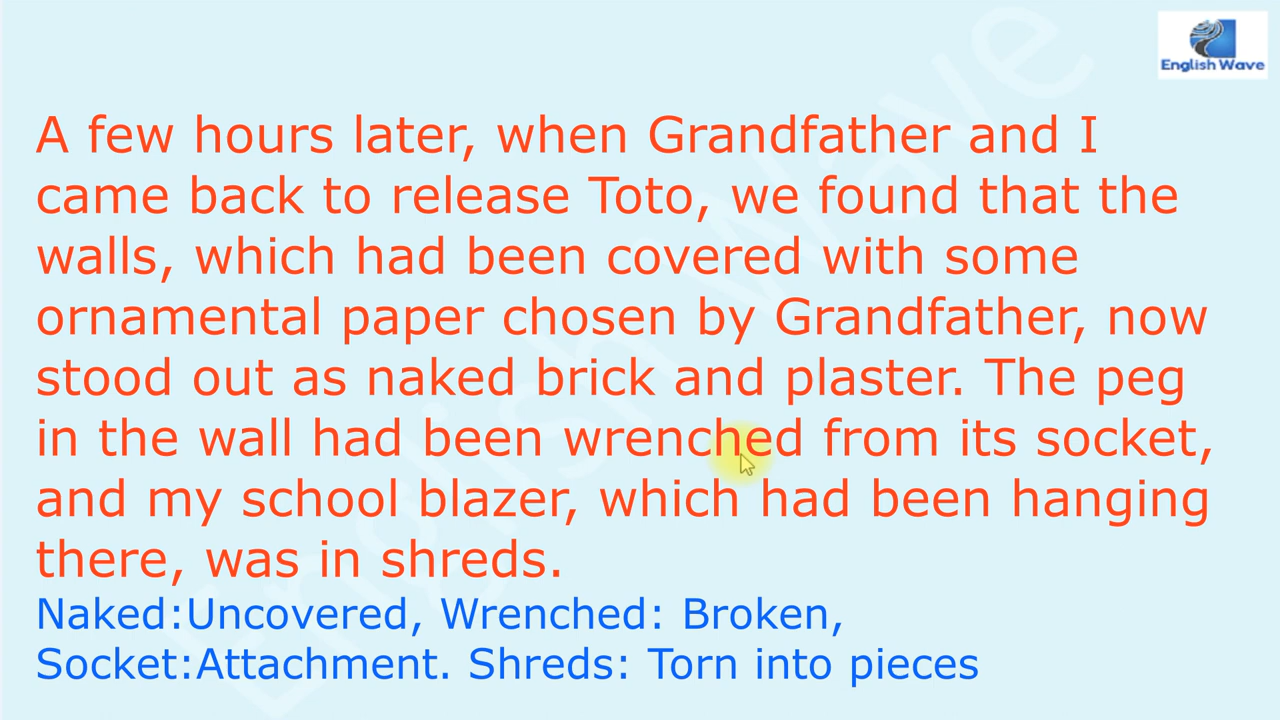 English Wave
A few hours later, when Grandfather and I
came back to release Toto, we found that the
walls, which had been covered with some
ornamental paper chosen by Grandfather, now
stood out as naked brick and plaster. The peg
in the wall had been wrenched from its socket,
and my school blazer, which had been hanging
there, was in shreds.
Naked:Uncovered, Wrenched: Broken,
Socket:Attachment. Shreds: Torn into pieces
English Wave